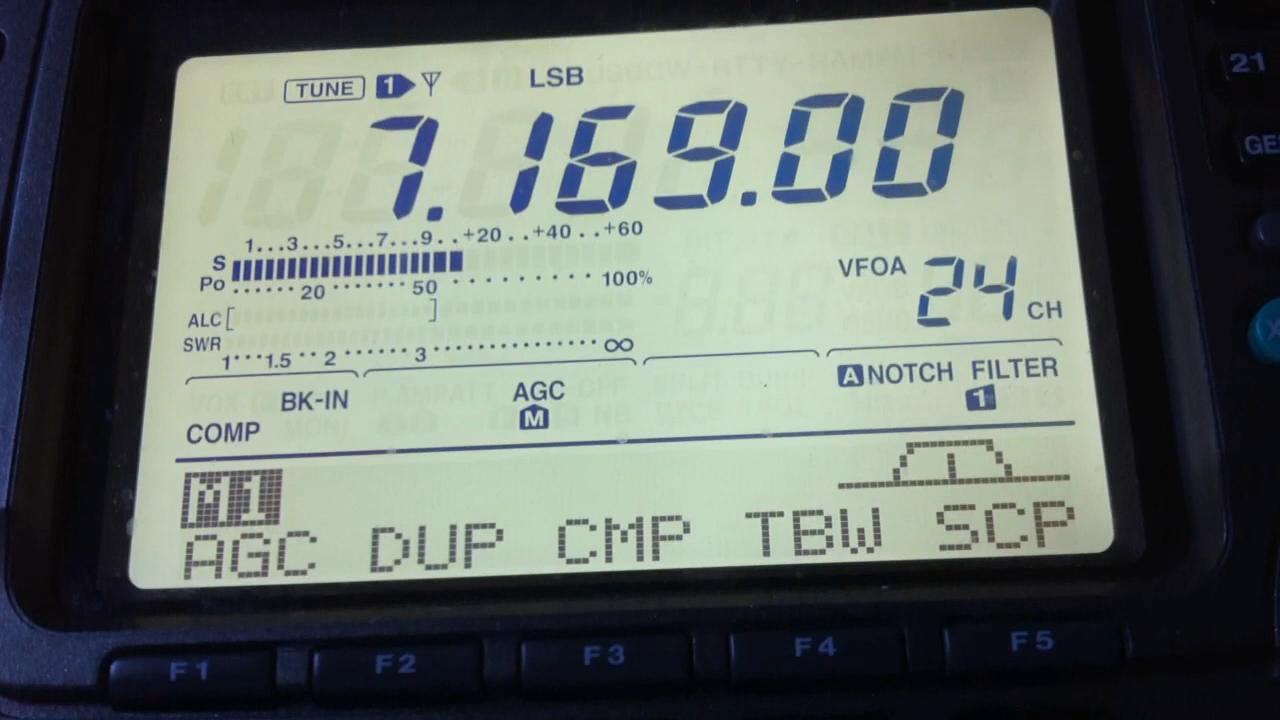 TUNE 1 LSB
7.169.00
1...3...5...7...9..+20..+40..+60
S
Po 20 50 100%
VFOA 24 CH
ALC
SWR
1 1.5 2 3 ∞
BK-IN AGC A NOTCH FILTER
COMP M 1
M1
AGC DUP CMP TBW SCP
F1 F2 F3 F4 F5
21
GE